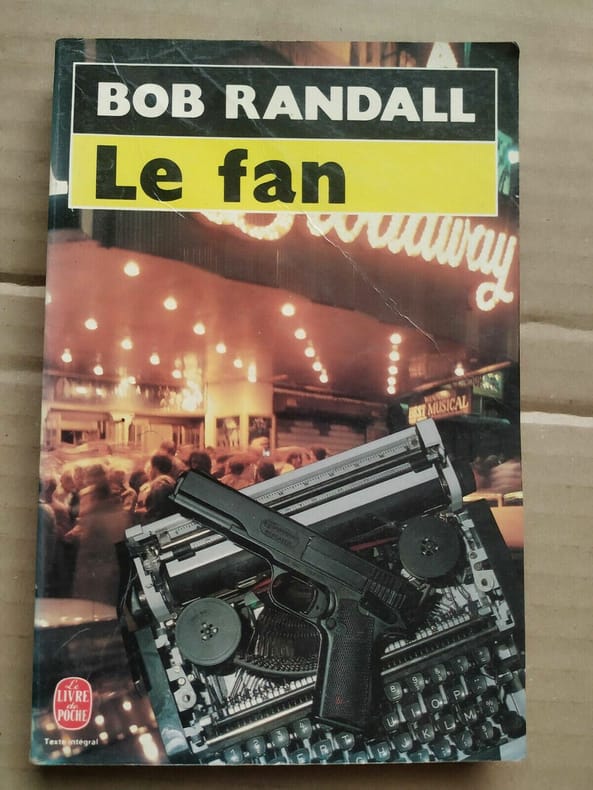 BOB RANDALL
Le fan
Broadway
BEST MUSICAL
Le
LIVRE
de
POCHE
Texte intégral